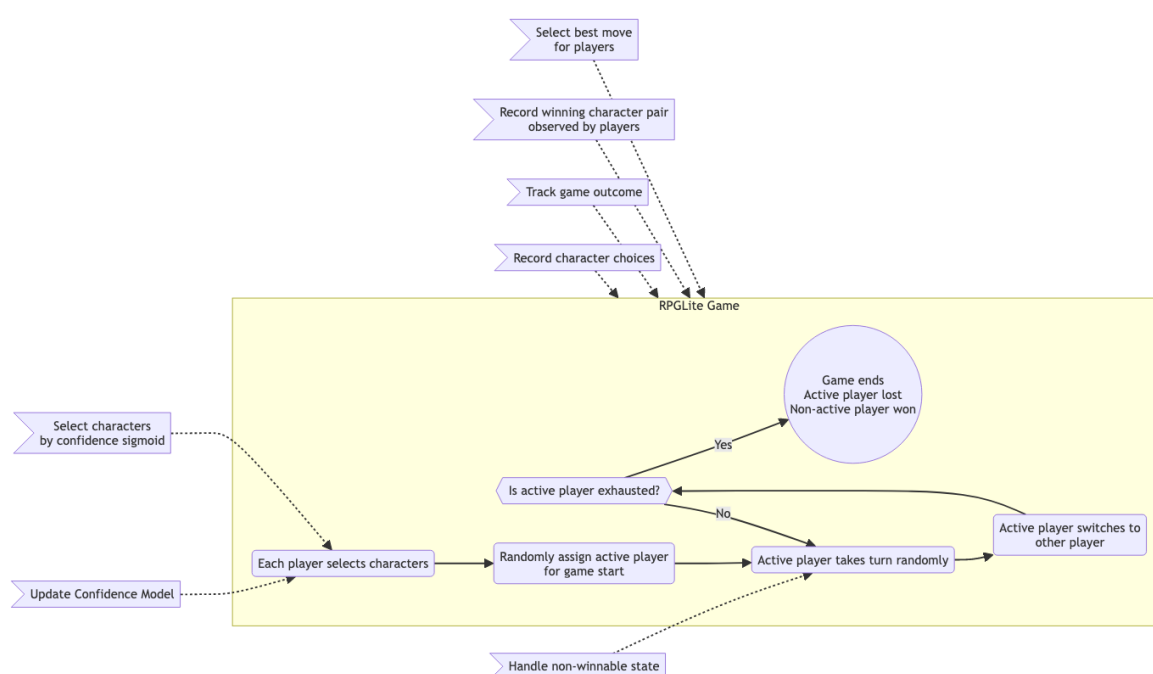 Select best move
for players
Record winning character pair
observed by players
Track game outcome
Record character choices
RPGLite Game
Game ends
Active player lost
Non-active player won
Select characters
by confidence sigmoid
Yes
Is active player exhausted?
No
Active player switches to
other player
Each player selects characters
Randomly assign active player
for game start
Active player takes turn randomly
Update Confidence Model
Handle non-winnable state